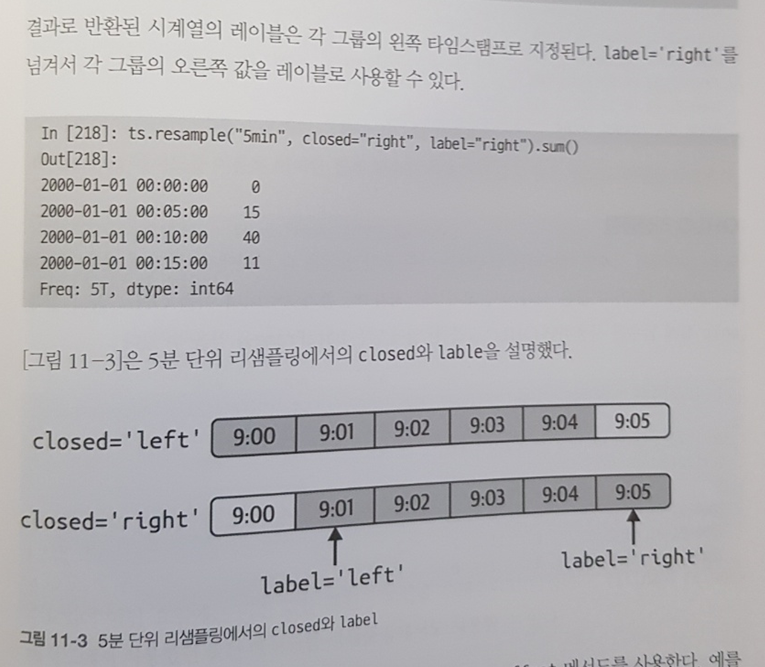 결과로 반환된 시계열의 레이블은 각 그룹의 왼쪽 타임스탬프로 지정된다. label='right'를
넘겨서 각 그룹의 오른쪽 값을 레이블로 사용할 수 있다.
In [218]: ts.resample("5min", closed="right", label="right").sum()
Out[218]:
2000-01-01 00:00:00 0
2000-01-01 00:05:00 15
2000-01-01 00:10:00 40
2000-01-01 00:15:00 11
Freq: 5T, dtype: int64
[그림 11-3]은 5분 단위 리샘플링에서의 closed와 lable을 설명했다.
closed='left' 9:00 9:01 9:02 9:03 9:04 9:05
closed='right' 9:00 9:01 9:02 9:03 9:04 9:05
label='left' label='right'
그림 11-3 5분 단위 리샘플링에서의 closed와 label
메서드를 사용한다. 예를